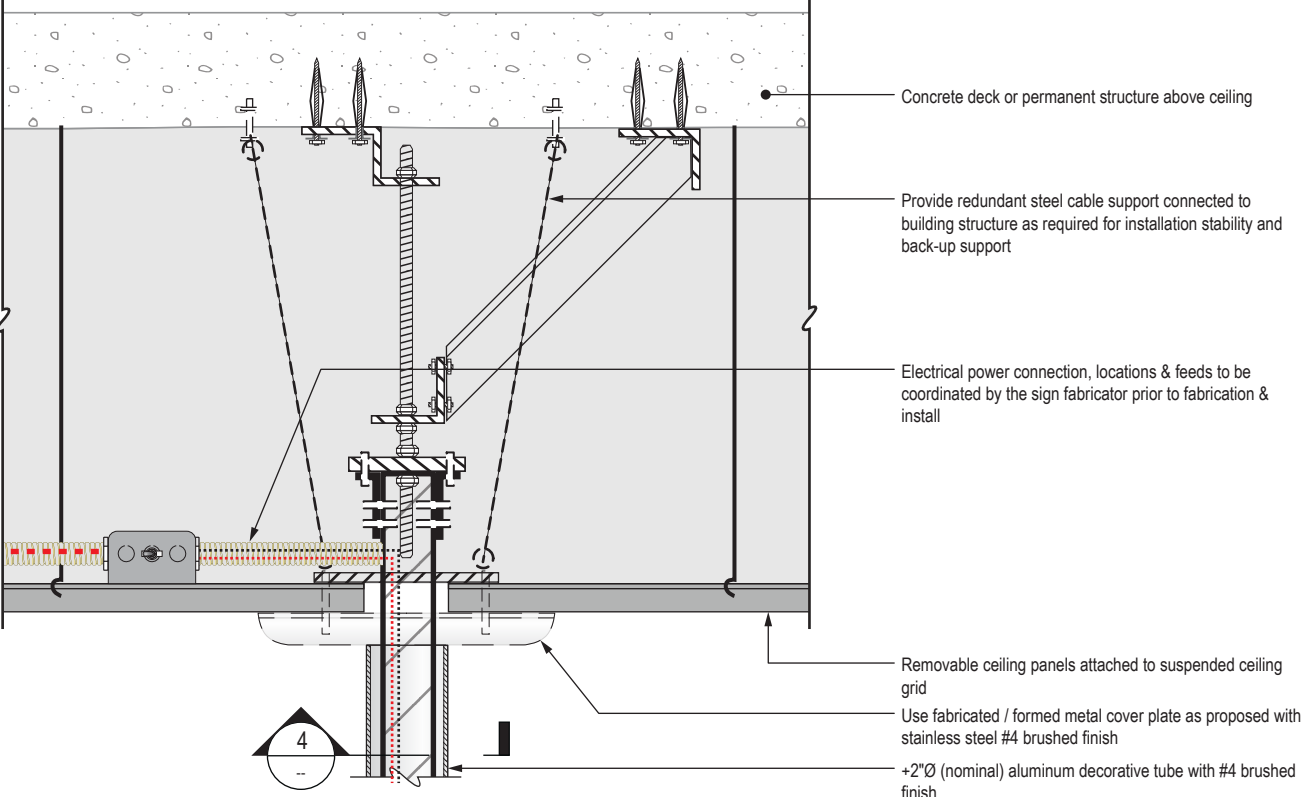 Concrete deck or permanent structure above ceiling
Provide redundant steel cable support connected to
building structure as required for installation stability and
back-up support
Electrical power connection, locations & feeds to be
coordinated by the sign fabricator prior to fabrication &
install
Removable ceiling panels attached to suspended ceiling
grid
Use fabricated / formed metal cover plate as proposed with
stainless steel #4 brushed finish
4
--
+2"Ø (nominal) aluminum decorative tube with #4 brushed
finish